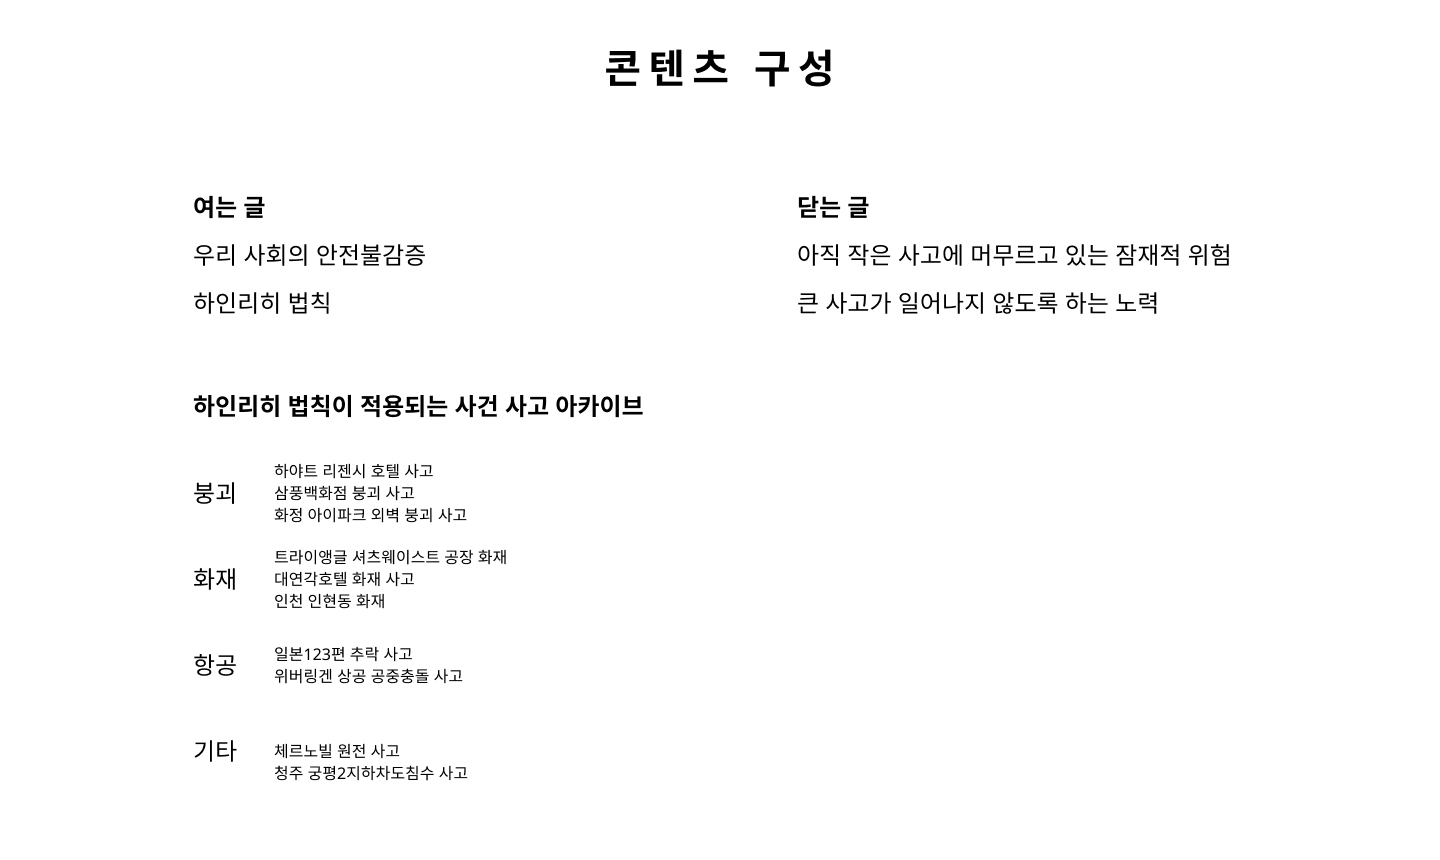 콘텐츠 구성
여는 글
우리 사회의 안전불감증
하인리히 법칙
닫는 글
아직 작은 사고에 머무르고 있는 잠재적 위험
큰 사고가 일어나지 않도록 하는 노력
하인리히 법칙이 적용되는 사건 사고 아카이브
붕괴
하야트 리젠시 호텔 사고
삼풍백화점 붕괴 사고
화정 아이파크 외벽 붕괴 사고
화재
트라이앵글 셔츠웨이스트 공장 화재
대연각호텔 화재 사고
인천 인현동 화재
항공
일본123편 추락 사고
위버링겐 상공 공중충돌 사고
기타
체르노빌 원전 사고
청주 궁평2지하차도침수 사고